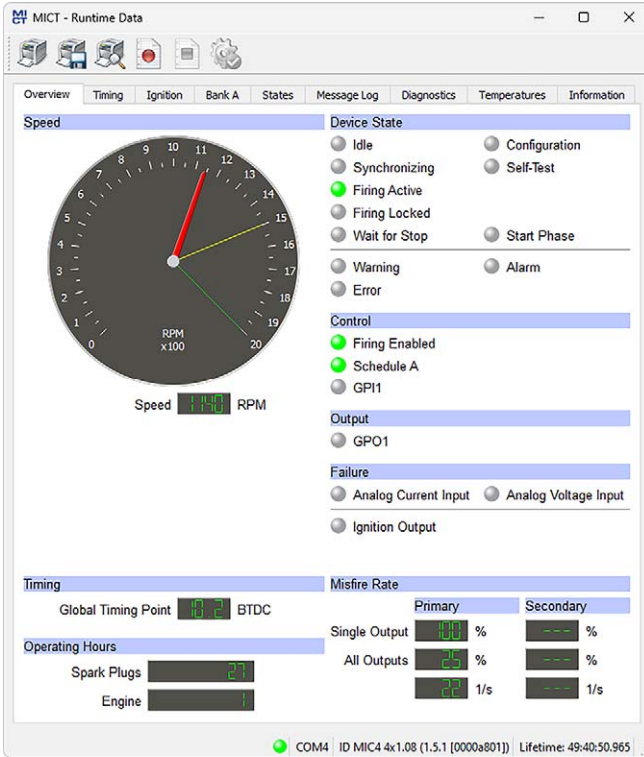 MICT - Runtime Data
Overview Timing Ignition Bank A States Message Log Diagnostics Temperatures Information
Speed
0 1 2 3 4 5 6 7 8 9 10 11 12 13 14 15 16 17 18 19 20
RPM
x100
Speed 1140 RPM
Device State
Idle Configuration
Synchronizing Self-Test
Firing Active
Firing Locked
Wait for Stop Start Phase
Warning Alarm
Error
Control
Firing Enabled
Schedule A
GPI1
Output
GPO1
Failure
Analog Current Input Analog Voltage Input
Ignition Output
Timing
Global Timing Point 10.2 BTDC
Operating Hours
Spark Plugs 27
Engine 1
Misfire Rate
Primary Secondary
Single Output 100 % --- %
All Outputs 25 % --- %
22 1/s --- 1/s
COM4 ID MIC4 4x1.08 (1.5.1 [0000a801]) Lifetime: 49:40:50.965